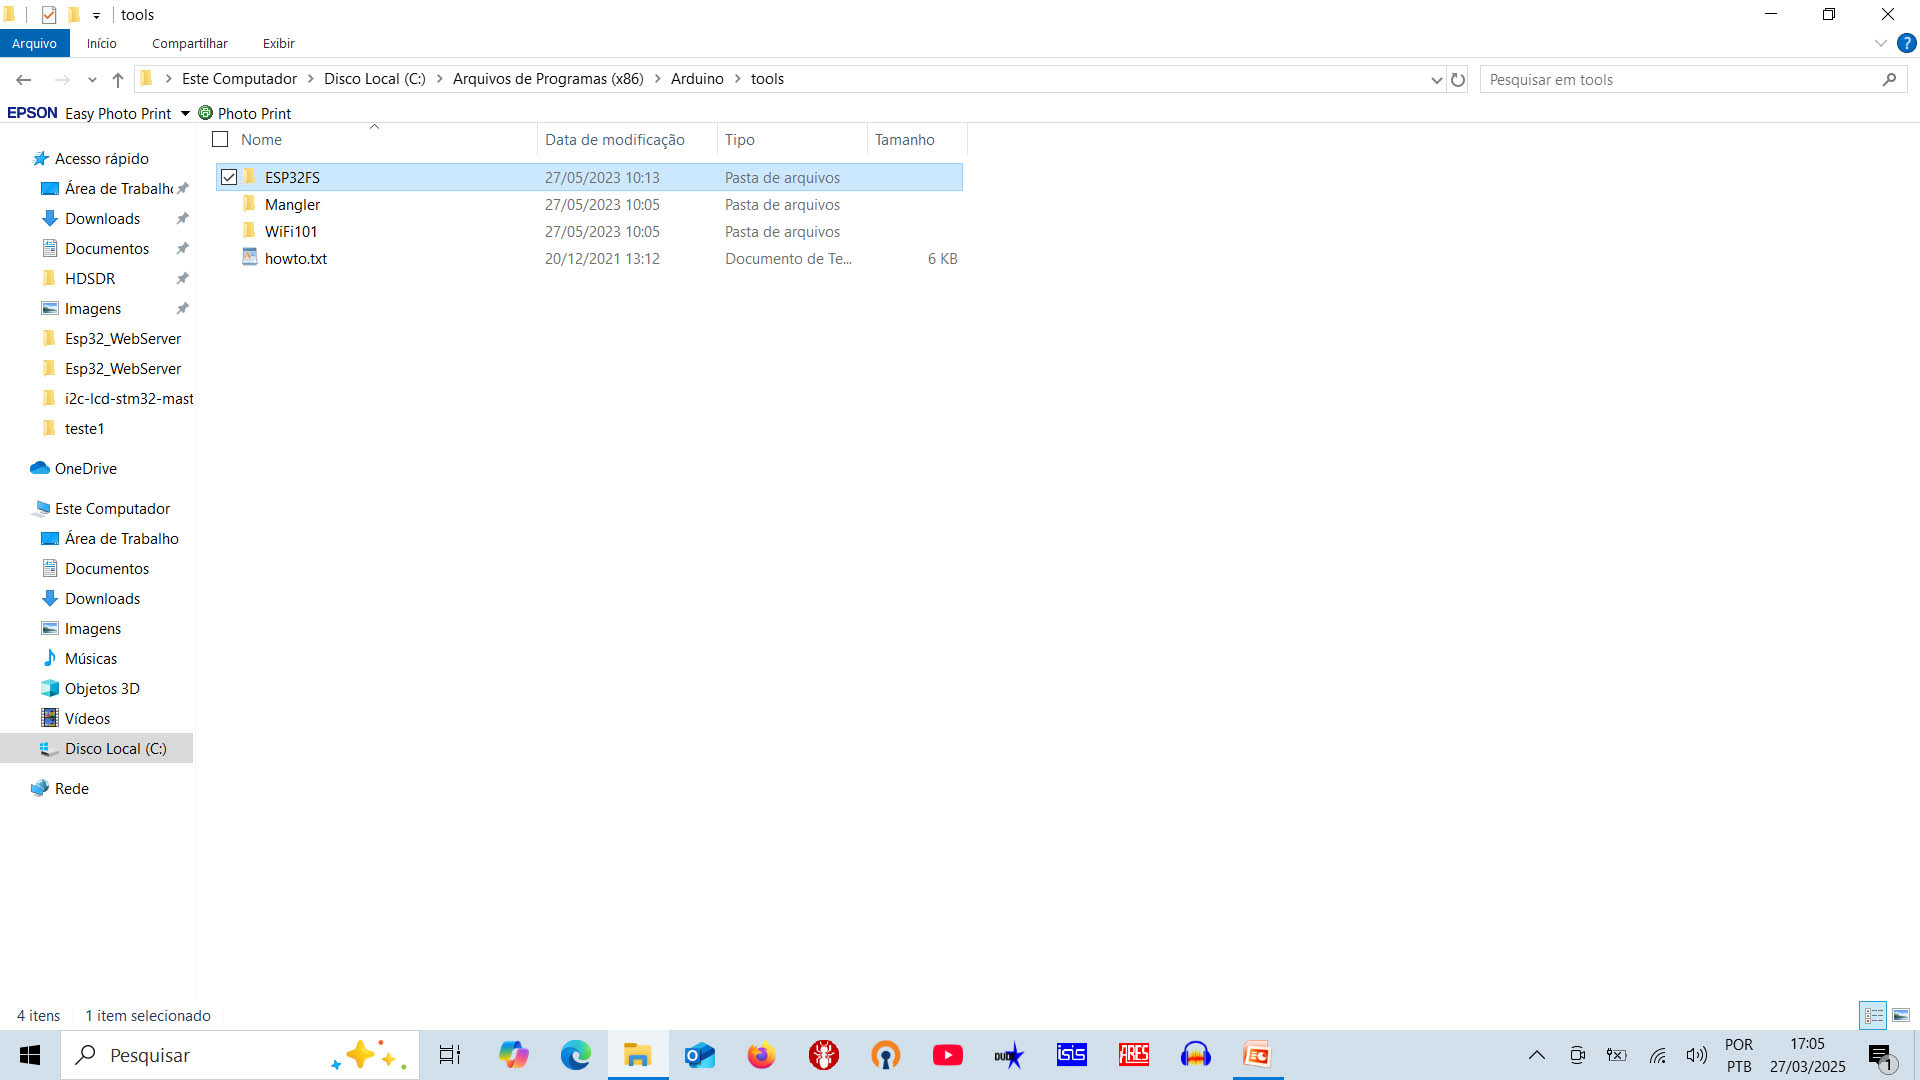 tools
Arquivo Início Compartilhar Exibir
Este Computador Disco Local (C:) Arquivos de Programas (x86) Arduino tools Pesquisar em tools
EPSON Easy Photo Print Photo Print
Nome Data de modificação Tipo Tamanho
ESP32FS 27/05/2023 10:13 Pasta de arquivos
Mangler 27/05/2023 10:05 Pasta de arquivos
WiFi101 27/05/2023 10:05 Pasta de arquivos
howto.txt 20/12/2021 13:12 Documento de Te... 6 KB
Acesso rápido
Área de Trabalho
Downloads
Documentos
HDSDR
Imagens
Esp32_WebServer
Esp32_WebServer
i2c-lcd-stm32-mast
teste1
OneDrive
Este Computador
Área de Trabalho
Documentos
Downloads
Imagens
Músicas
Objetos 3D
Vídeos
Disco Local (C:)
Rede
4 itens 1 item selecionado
Pesquisar
ISIS ARES
POR
PTB
17:05
27/03/2025
1